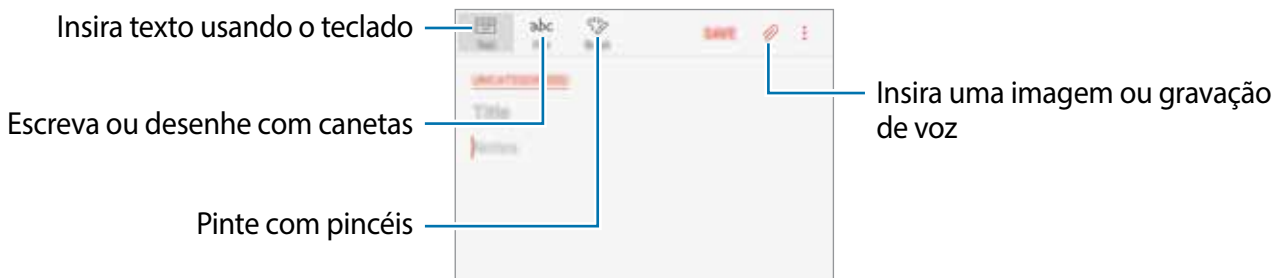 Insira texto usando o teclado
abc
SAVE
Insira uma imagem ou gravação
de voz
UNCATEGORISED
Title
Escreva ou desenhe com canetas
Notes
Pinte com pincéis